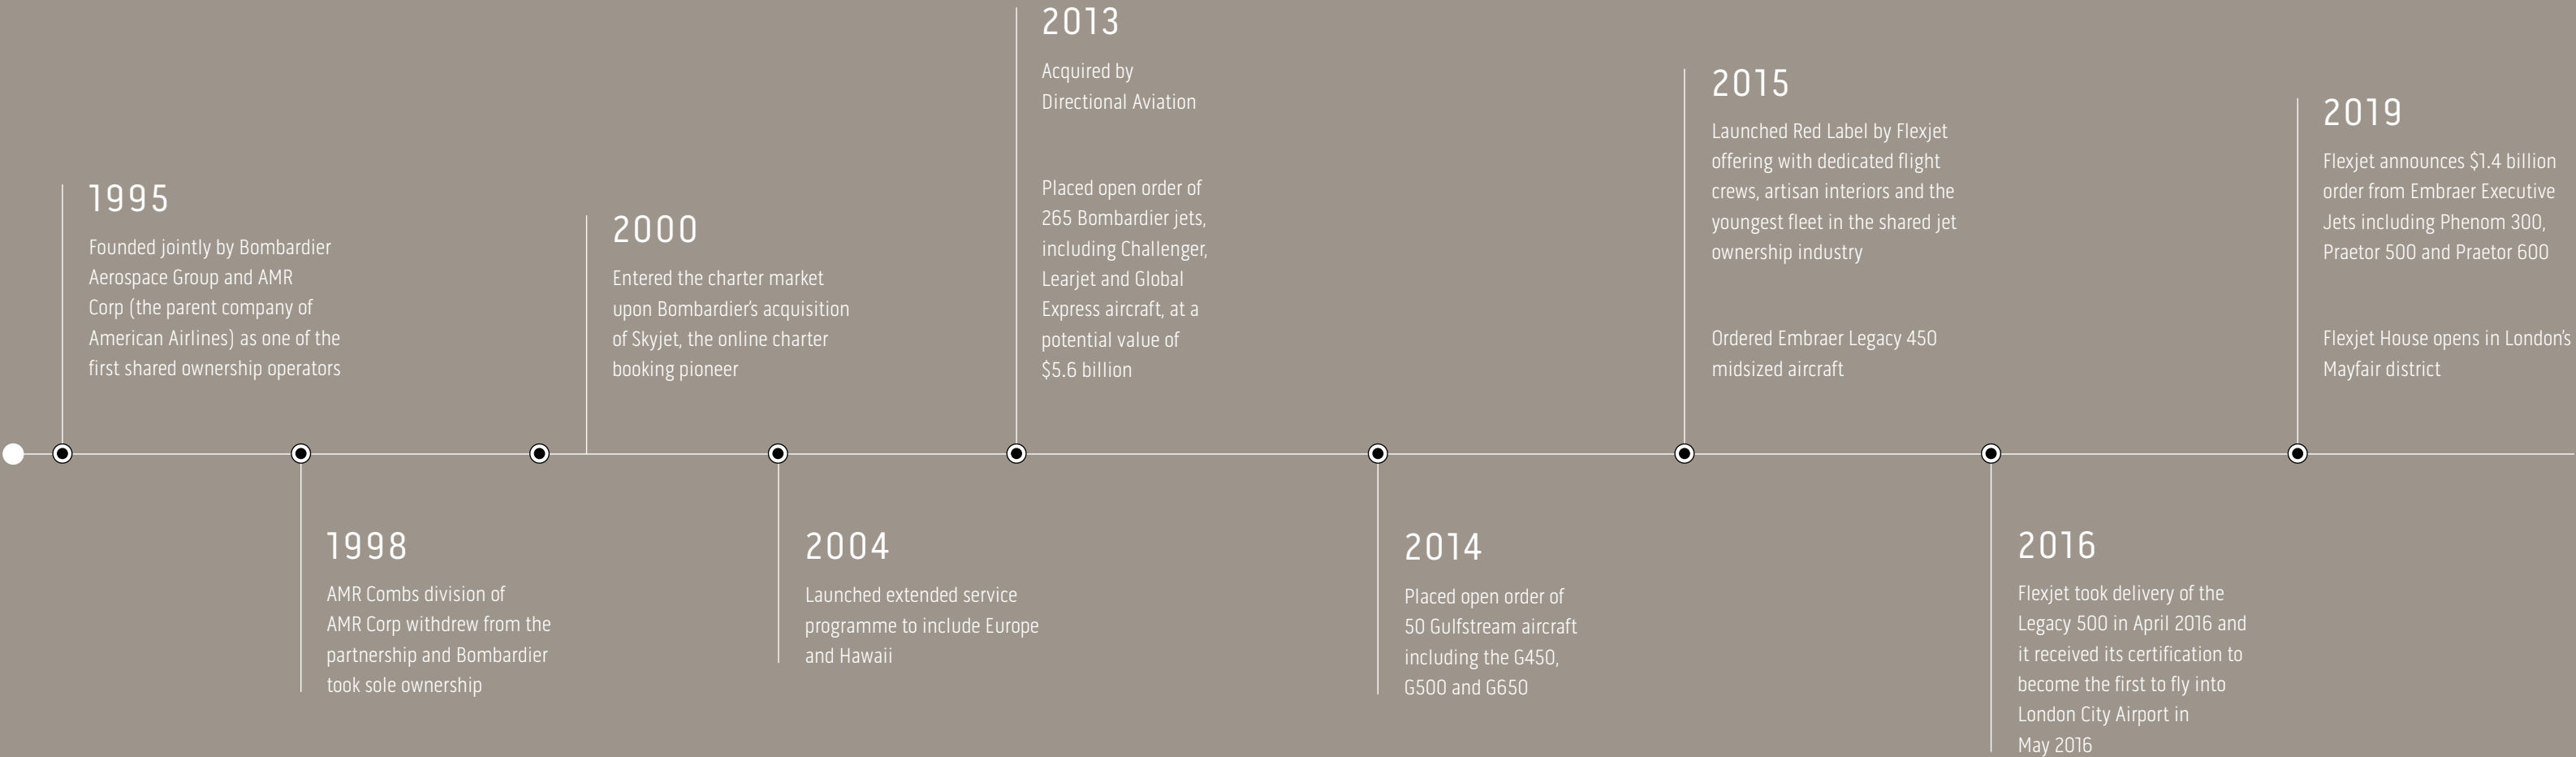 1995
Founded jointly by Bombardier
Aerospace Group and AMR
Corp (the parent company of
American Airlines) as one of the
first shared ownership operators
1998
AMR Combs division of
AMR Corp withdrew from the
partnership and Bombardier
took sole ownership
2000
Entered the charter market
upon Bombardier's acquisition
of Skyjet, the online charter
booking pioneer
2004
Launched extended service
programme to include Europe
and Hawaii
2013
Acquired by
Directional Aviation
Placed open order of
265 Bombardier jets,
including Challenger,
Learjet and Global
Express aircraft, at a
potential value of
$5.6 billion
2014
Placed open order of
50 Gulfstream aircraft
including the G450,
G500 and G650
2015
Launched Red Label by Flexjet
offering with dedicated flight
crews, artisan interiors and the
youngest fleet in the shared jet
ownership industry
Ordered Embraer Legacy 450
midsized aircraft
2016
Flexjet took delivery of the
Legacy 500 in April 2016 and
it received its certification to
become the first to fly into
London City Airport in
May 2016
2019
Flexjet announces $1.4 billion
order from Embraer Executive
Jets including Phenom 300,
Praetor 500 and Praetor 600
Flexjet House opens in London's
Mayfair district